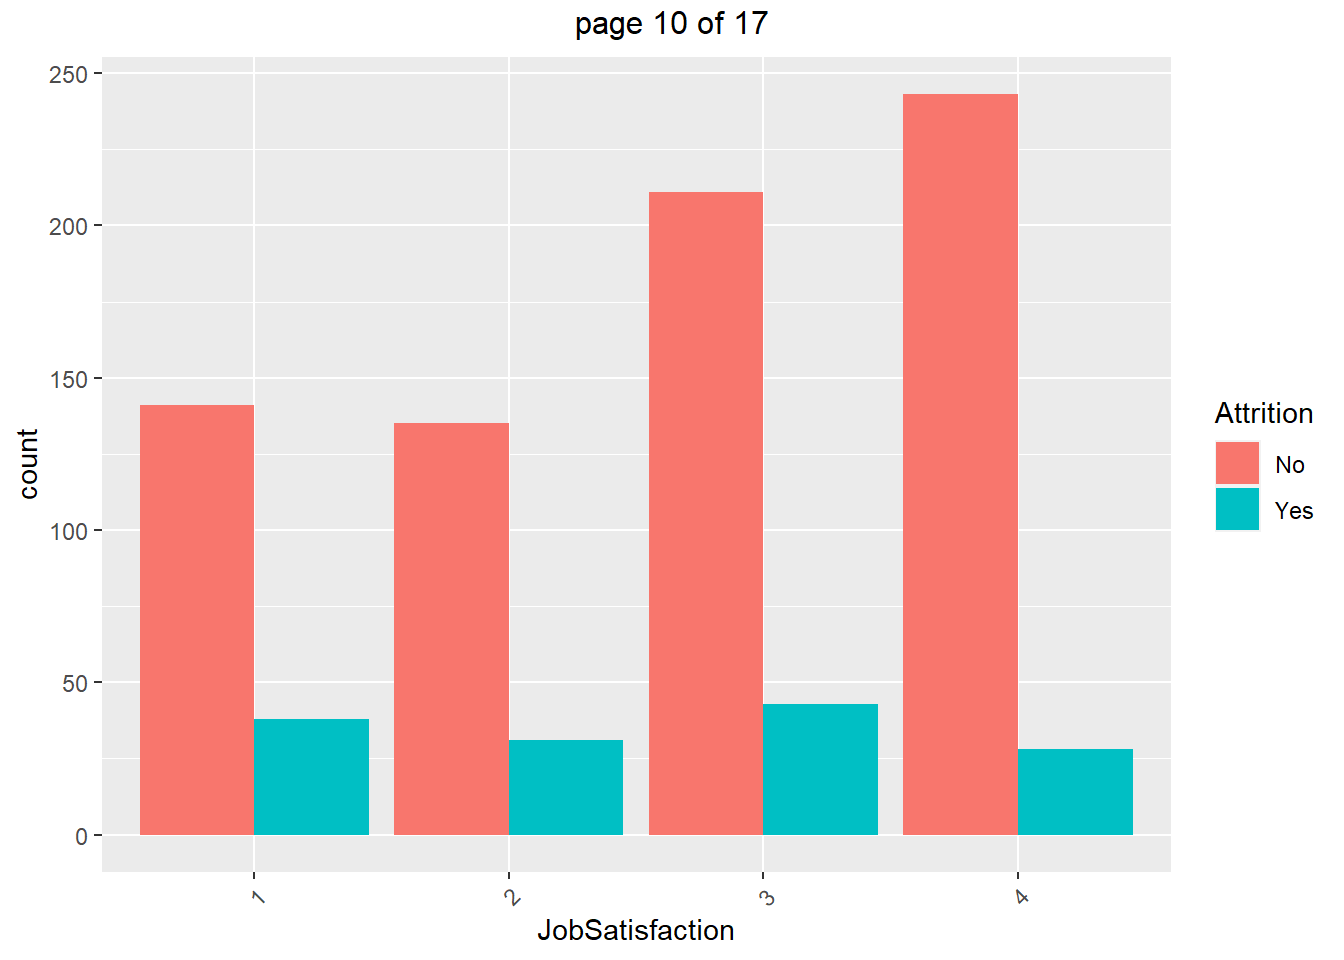 page 10 of 17
250
200
150
100
50
0
count
1
2
3
4
JobSatisfaction
Attrition
No
Yes